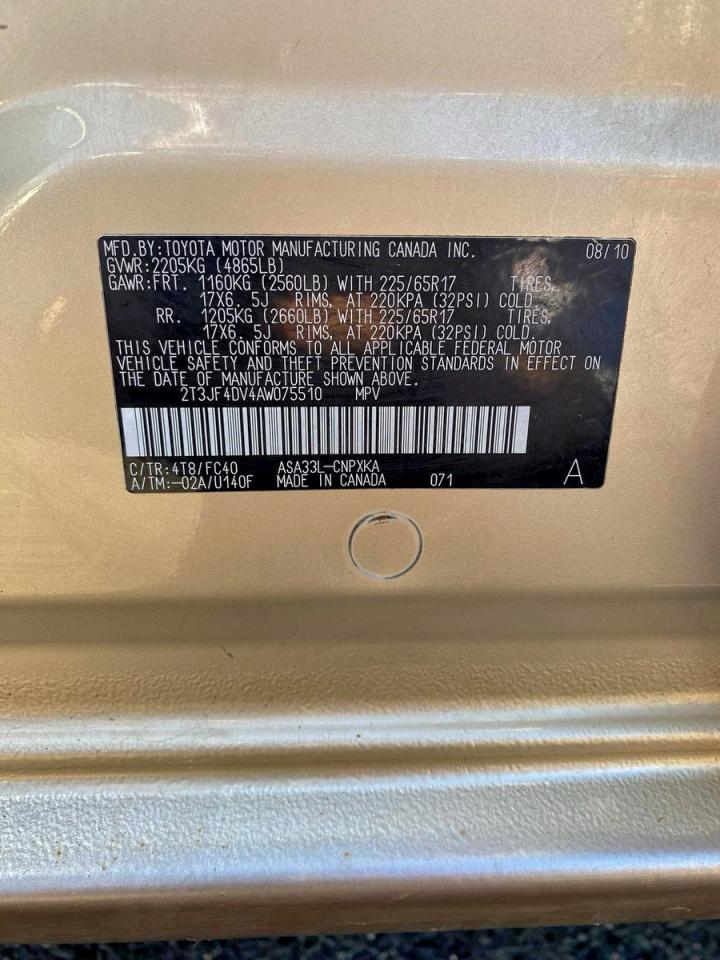 MFD.BY:TOYOTA MOTOR MANUFACTURING CANADA INC. 08/10
GVWR:2205KG (4865LB)
GAWR:FRT. 1160KG (2560LB) WITH 225/65R17 TIRES,
17X6.5J RIMS, AT 220KPA (32PSI) COLD.
RR. 1205KG (2660LB) WITH 225/65R17 TIRES,
17X6.5J RIMS, AT 220KPA (32PSI) COLD.
THIS VEHICLE CONFORMS TO ALL APPLICABLE FEDERAL MOTOR
VEHICLE SAFETY AND THEFT PREVENTION STANDARDS IN EFFECT ON
THE DATE OF MANUFACTURE SHOWN ABOVE.
2T3JF4DV4AW075510 MPV
C/TR:4T8/FC40 ASA33L-CNPXKA
A/TM:-02A/U140F MADE IN CANADA 071 A